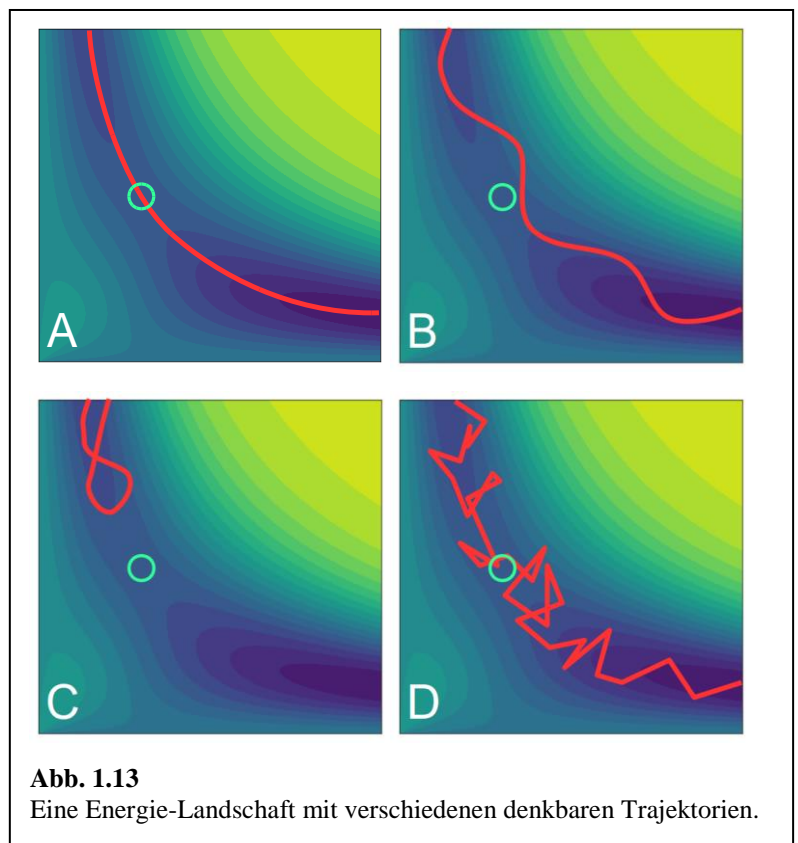 A
B
C
D
Abb. 1.13
Eine Energie-Landschaft mit verschiedenen denkbaren Trajektorien.